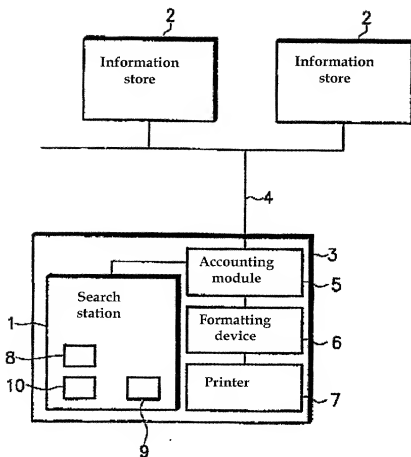 2
2
Information
store
Information
store
4
3
Accounting
module
5
Search
station
1
Formatting
device
6
8
Printer
10
7
9